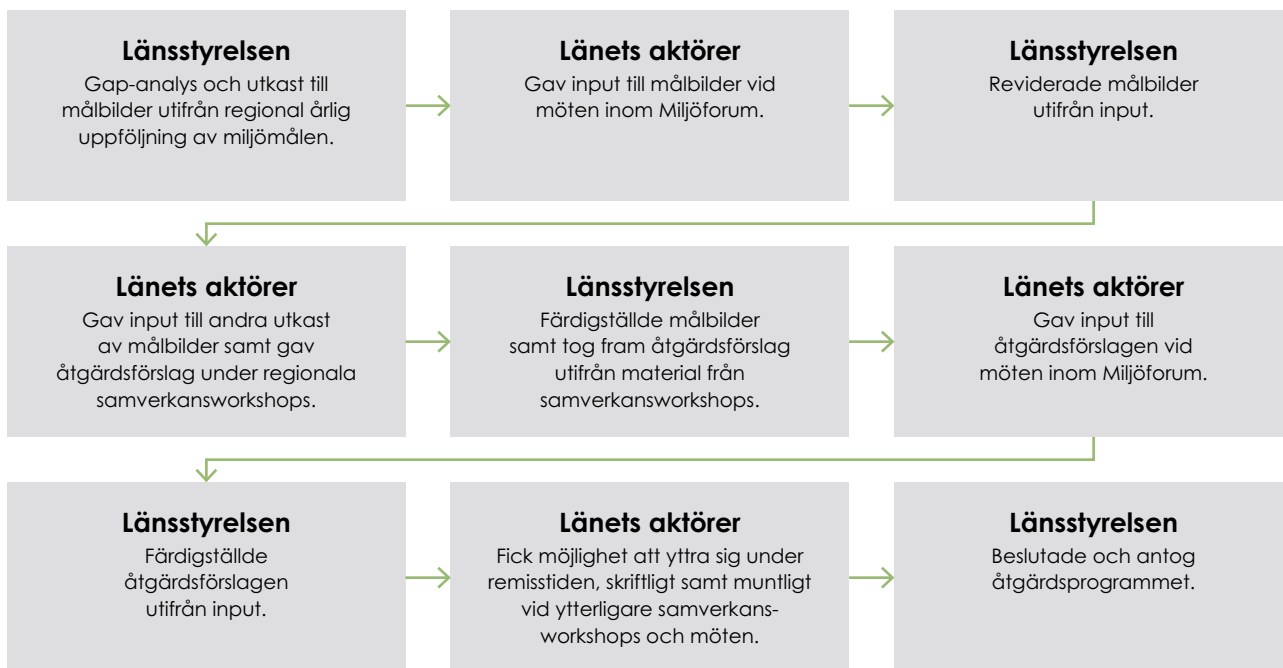 Länsstyrelsen
Gap-analys och utkast till
målbilder utifrån regional årlig
uppföljning av miljömålen.
Länets aktörer
Gav input till målbilder vid
möten inom Miljöforum.
Länsstyrelsen
Reviderade målbilder
utifrån input.
Länets aktörer
Gav input till andra utkast
av målbilder samt gav
åtgärdsförslag under regionala
samverkansworkshops.
Länsstyrelsen
Färdigställde målbilder
samt tog fram åtgärdsförslag
utifrån material från
samverkansworkshops.
Länets aktörer
Gav input till
åtgärdsförslagen vid
möten inom Miljöforum.
Länsstyrelsen
Färdigställde
åtgärdsförslagen
utifrån input.
Länets aktörer
Fick möjlighet att yttra sig under
remisstiden, skriftligt samt muntligt
vid ytterligare samverkans-
workshops och möten.
Länsstyrelsen
Beslutade och antog
åtgärdsprogrammet.